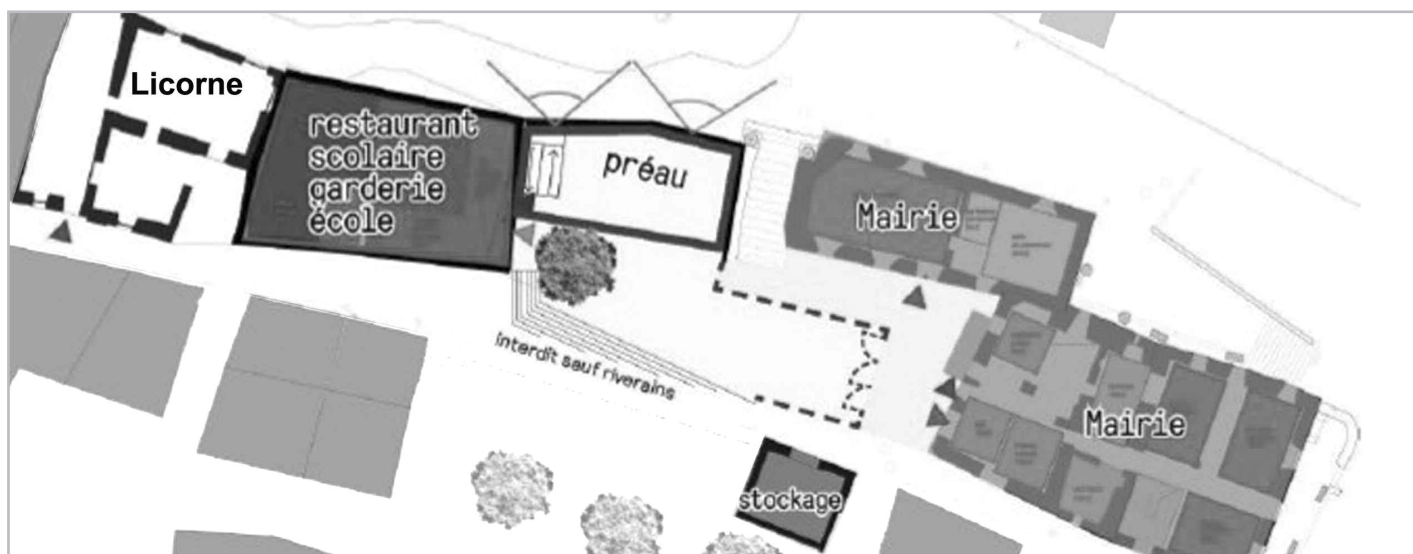 Licorne
restaurant
scolaire
garderie
école
préau
Mairie
interdit sauf riverains
Mairie
stockage